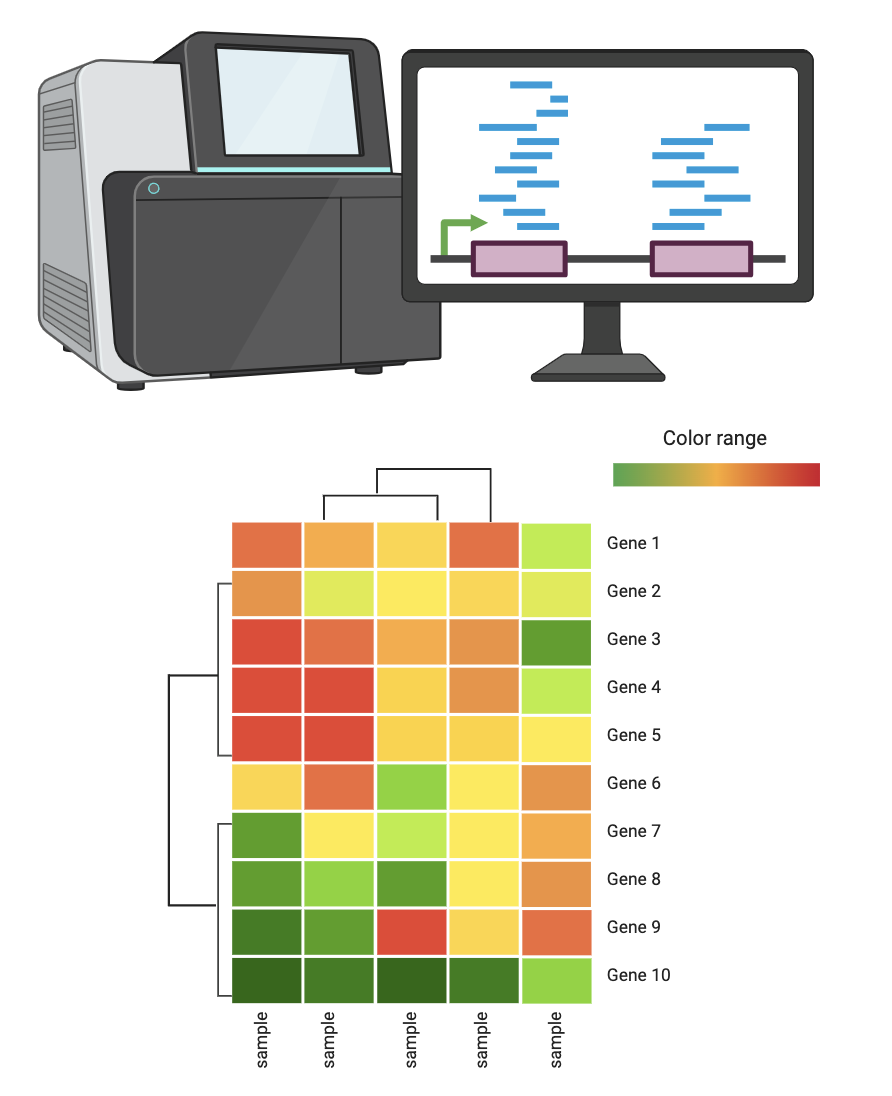 Color range
Gene 1
Gene 2
Gene 3
Gene 4
Gene 5
Gene 6
Gene 7
Gene 8
Gene 9
Gene 10
sample
sample
sample
sample
sample